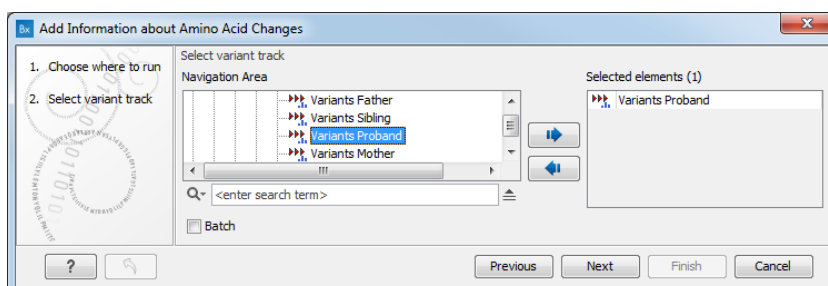 Bx Add Information about Amino Acid Changes
X
1. Choose where to run
2. Select variant track
Select variant track
Navigation Area
Variants Father
Variants Sibling
Variants Proband
Variants Mother
<enter search term>
Batch
Selected elements (1)
Variants Proband
?
Previous
Next
Finish
Cancel